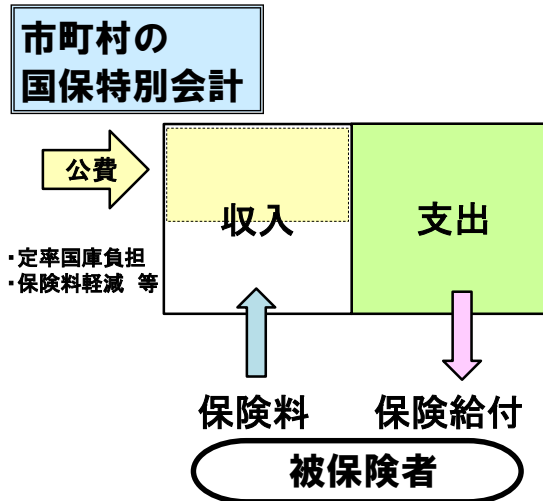 市町村の
国保特別会計
公費
収入
支出
・定率国庫負担
・保険料軽減 等
保険料
保険給付
被保険者